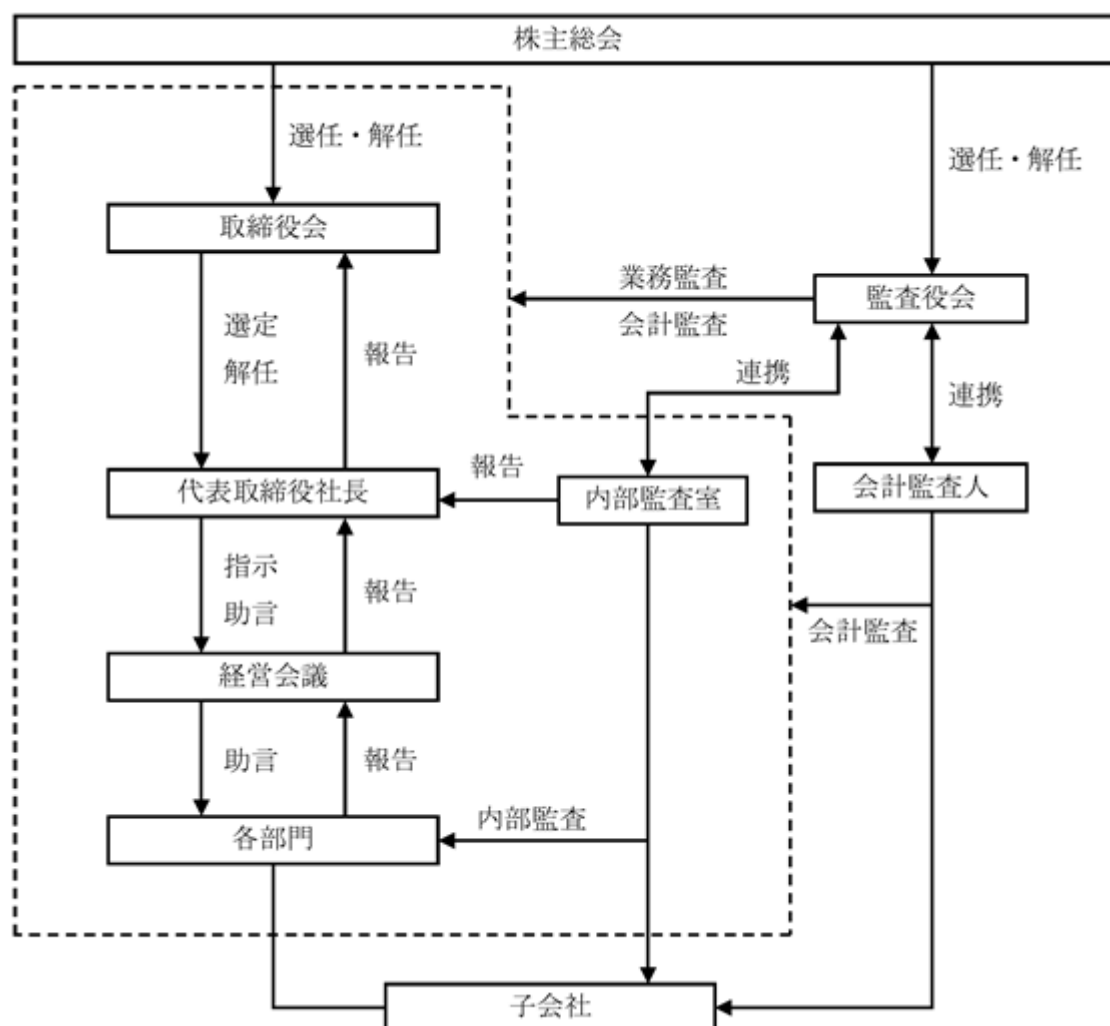 株主総会
選任・解任
選任・解任
取締役会
業務監査
監査役会
会計監査
選定
解任
報告
連携
連携
代表取締役社長
報告
内部監査室
会計監査人
指示
助言
報告
会計監査
経営会議
助言
報告
内部監査
各部門
子会社